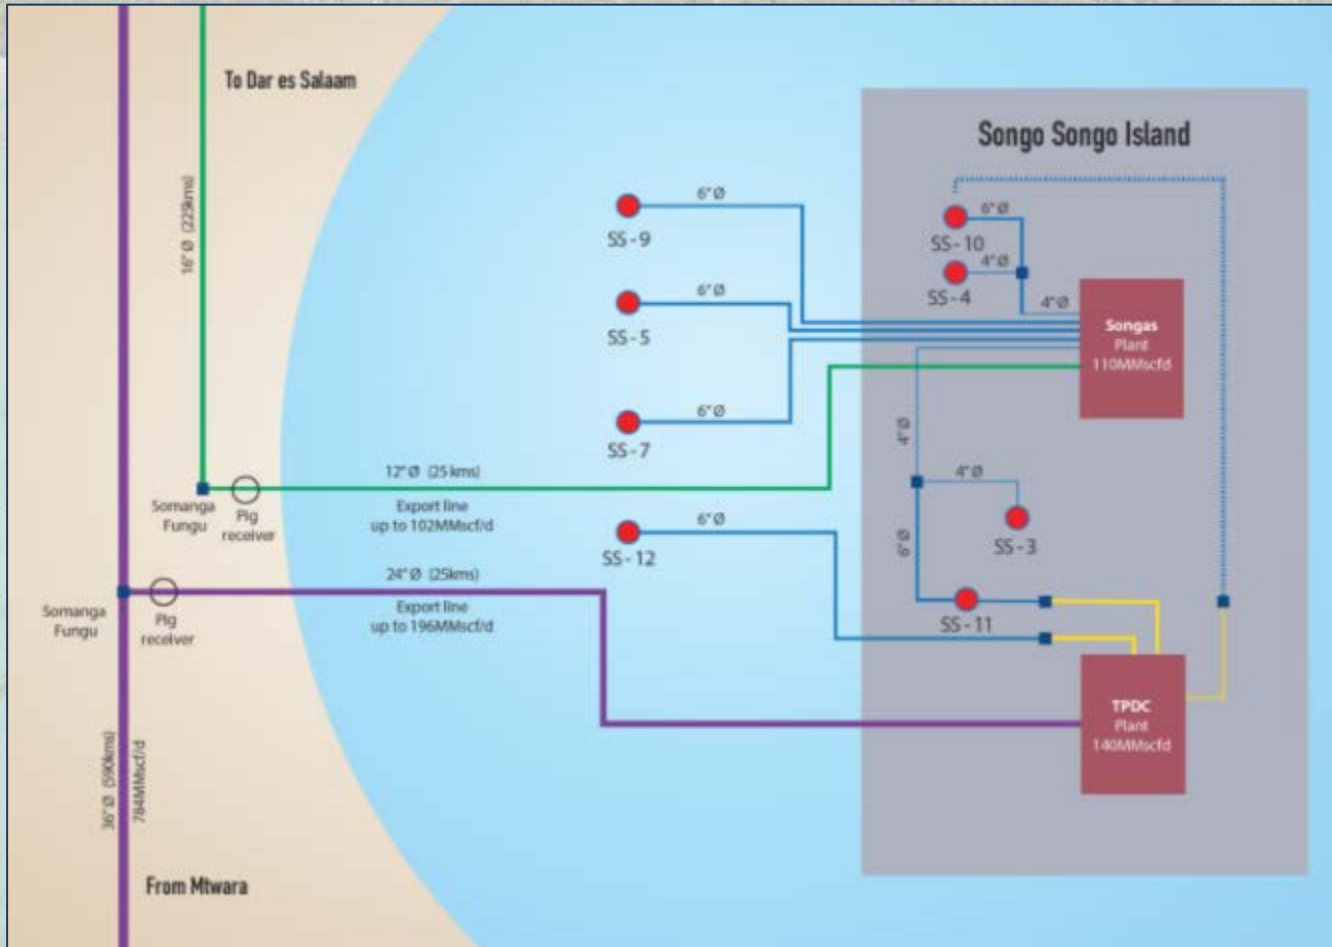 To Dar es Salaam
16" Ø (225kms)
Songo Songo Island
6" Ø
SS - 9
6" Ø
SS - 10
4" Ø
SS - 4
4" Ø
6" Ø
SS - 5
Songas
Plant
110MMscfd
6" Ø
SS - 7
4" Ø
4" Ø
SS - 3
6" Ø
12" Ø (25 kms)
Export line
up to 102MMscf/d
Somanga
Fungu
Pig
receiver
6" Ø
SS - 12
SS - 11
24" Ø (25kms)
Export line
up to 196MMscf/d
Somanga
Fungu
Pig
receiver
TPDC
Plant
140MMscfd
36" Ø (590kms)
784MMscf/d
From Mtwara